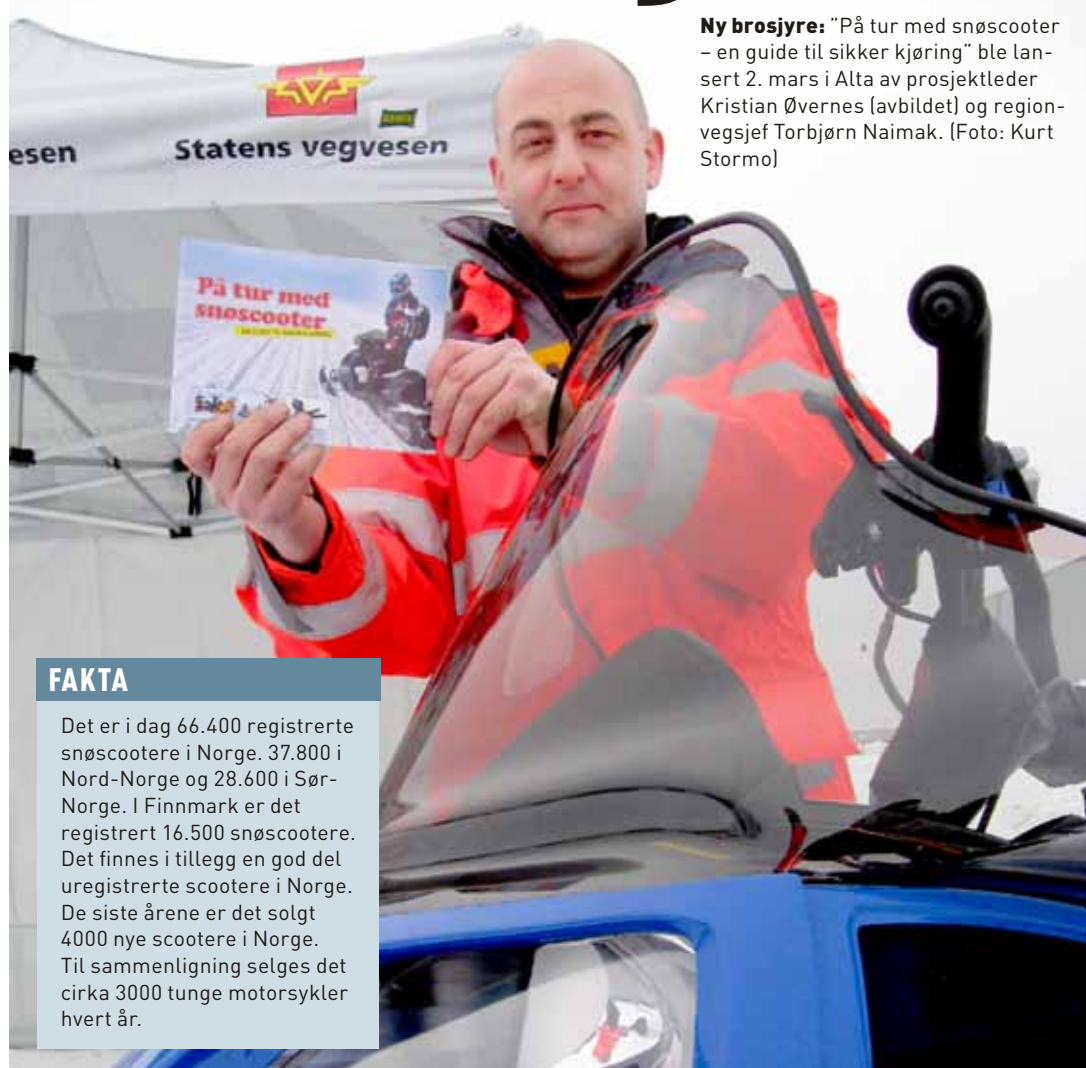 Ny brosjyre: ”På tur med snøscooter
– en guide til sikker kjøring” ble lan-
sert 2. mars i Alta av prosjektleder
Kristian Øvernes (avbildet) og region-
vegsjef Torbjørn Naimak. (Foto: Kurt
Stormo)
esen
Statens vegvesen
På tur med
snøscooter
FAKTA
Det er i dag 66.400 registrerte
snøscootere i Norge. 37.800 i
Nord-Norge og 28.600 i Sør-
Norge. I Finnmark er det
registrert 16.500 snøscootere.
Det finnes i tillegg en god del
uregistrerte scootere i Norge.
De siste årene er det solgt
4000 nye scootere i Norge.
Til sammenligning selges det
cirka 3000 tunge motorsykler
hvert år.